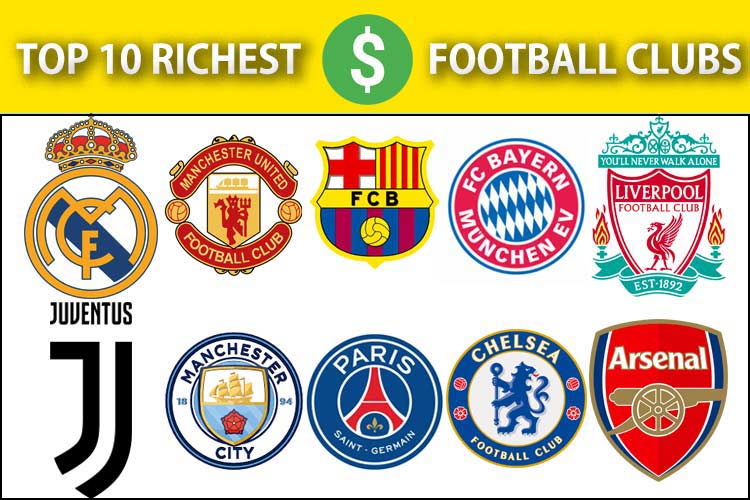 TOP 10 RICHEST $ FOOTBALL CLUBS
MANCHESTER UNITED
FOOTBALL CLUB
FCB
FC BAYERN
MÜNCHEN EV
YOU'LL NEVER WALK ALONE
LIVERPOOL
FOOTBALL CLUB
EST·1892
JUVENTUS
MANCHESTER
18 94
CITY
PARIS
SAINT-GERMAIN
CHELSEA
FOOTBALL CLUB
Arsenal